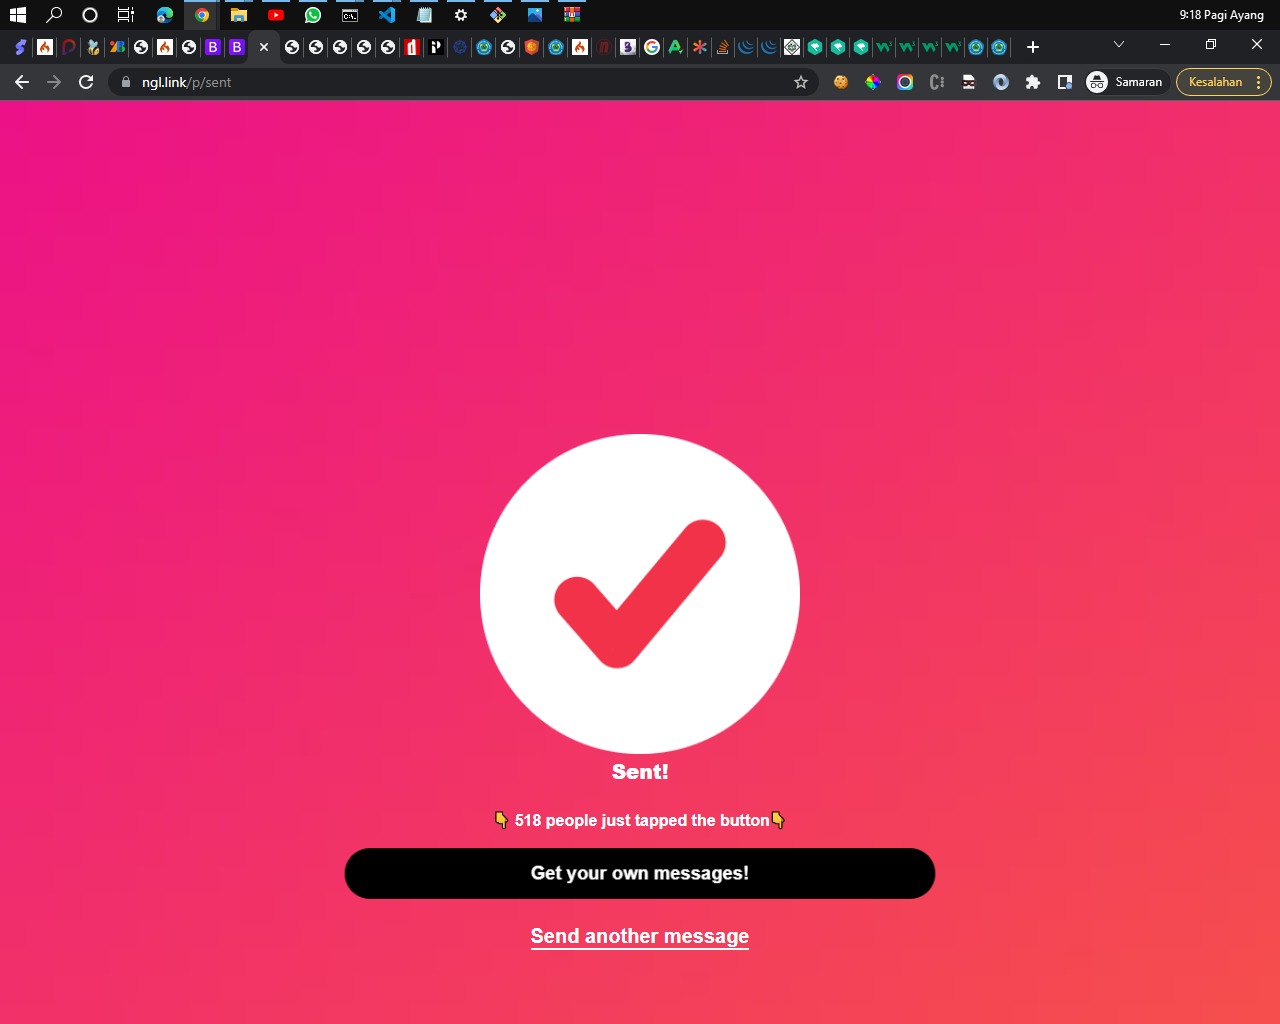 9:18 Pagi Ayang
ngl.link/p/sent
Samaran
Kesalahan
Sent!
👇 518 people just tapped the button👇
Get your own messages!
Send another message